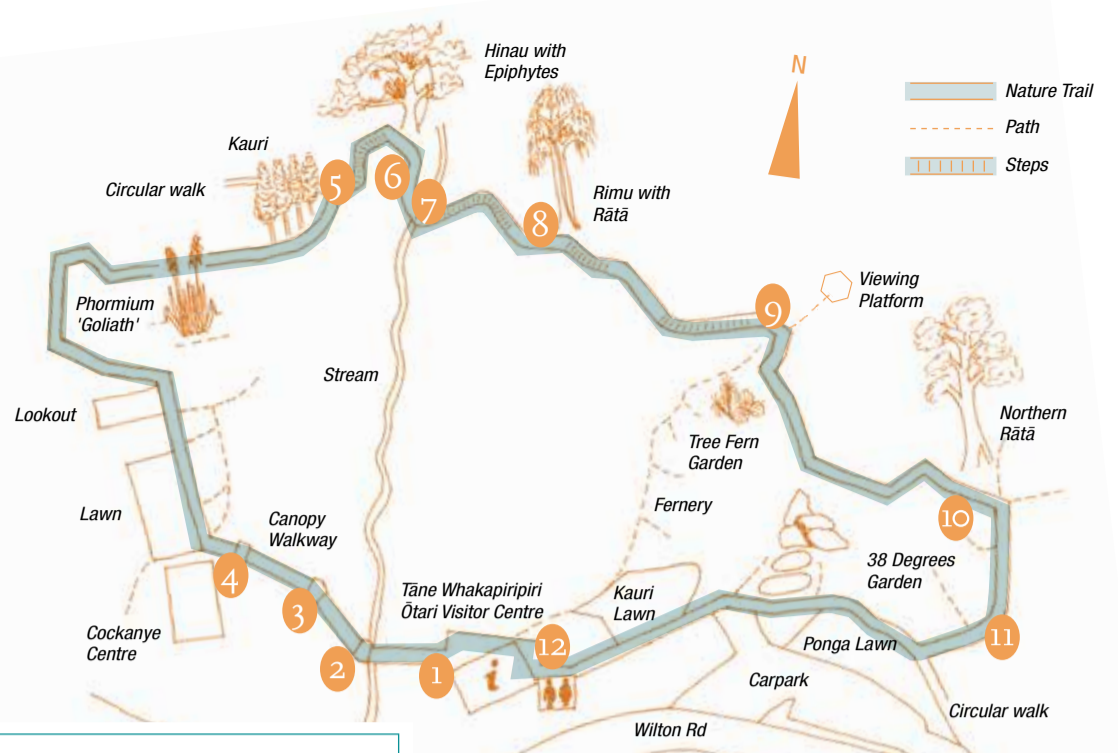 Hinau with
Epiphytes
N
Nature Trail
Path
Steps
Kauri
Circular walk
5
6
7
8
Rimu with
Rātā
9
Viewing
Platform
Phormium
'Goliath'
Stream
Lookout
Tree Fern
Garden
Northern
Rātā
Lawn
Fernery
10
Canopy
Walkway
38 Degrees
Garden
4
3
Tāne Whakapiripiri
Ōtari Visitor Centre
Kauri
Lawn
Cockanye
Centre
2
1
i
12
Ponga Lawn
11
Carpark
Circular walk
Wilton Rd